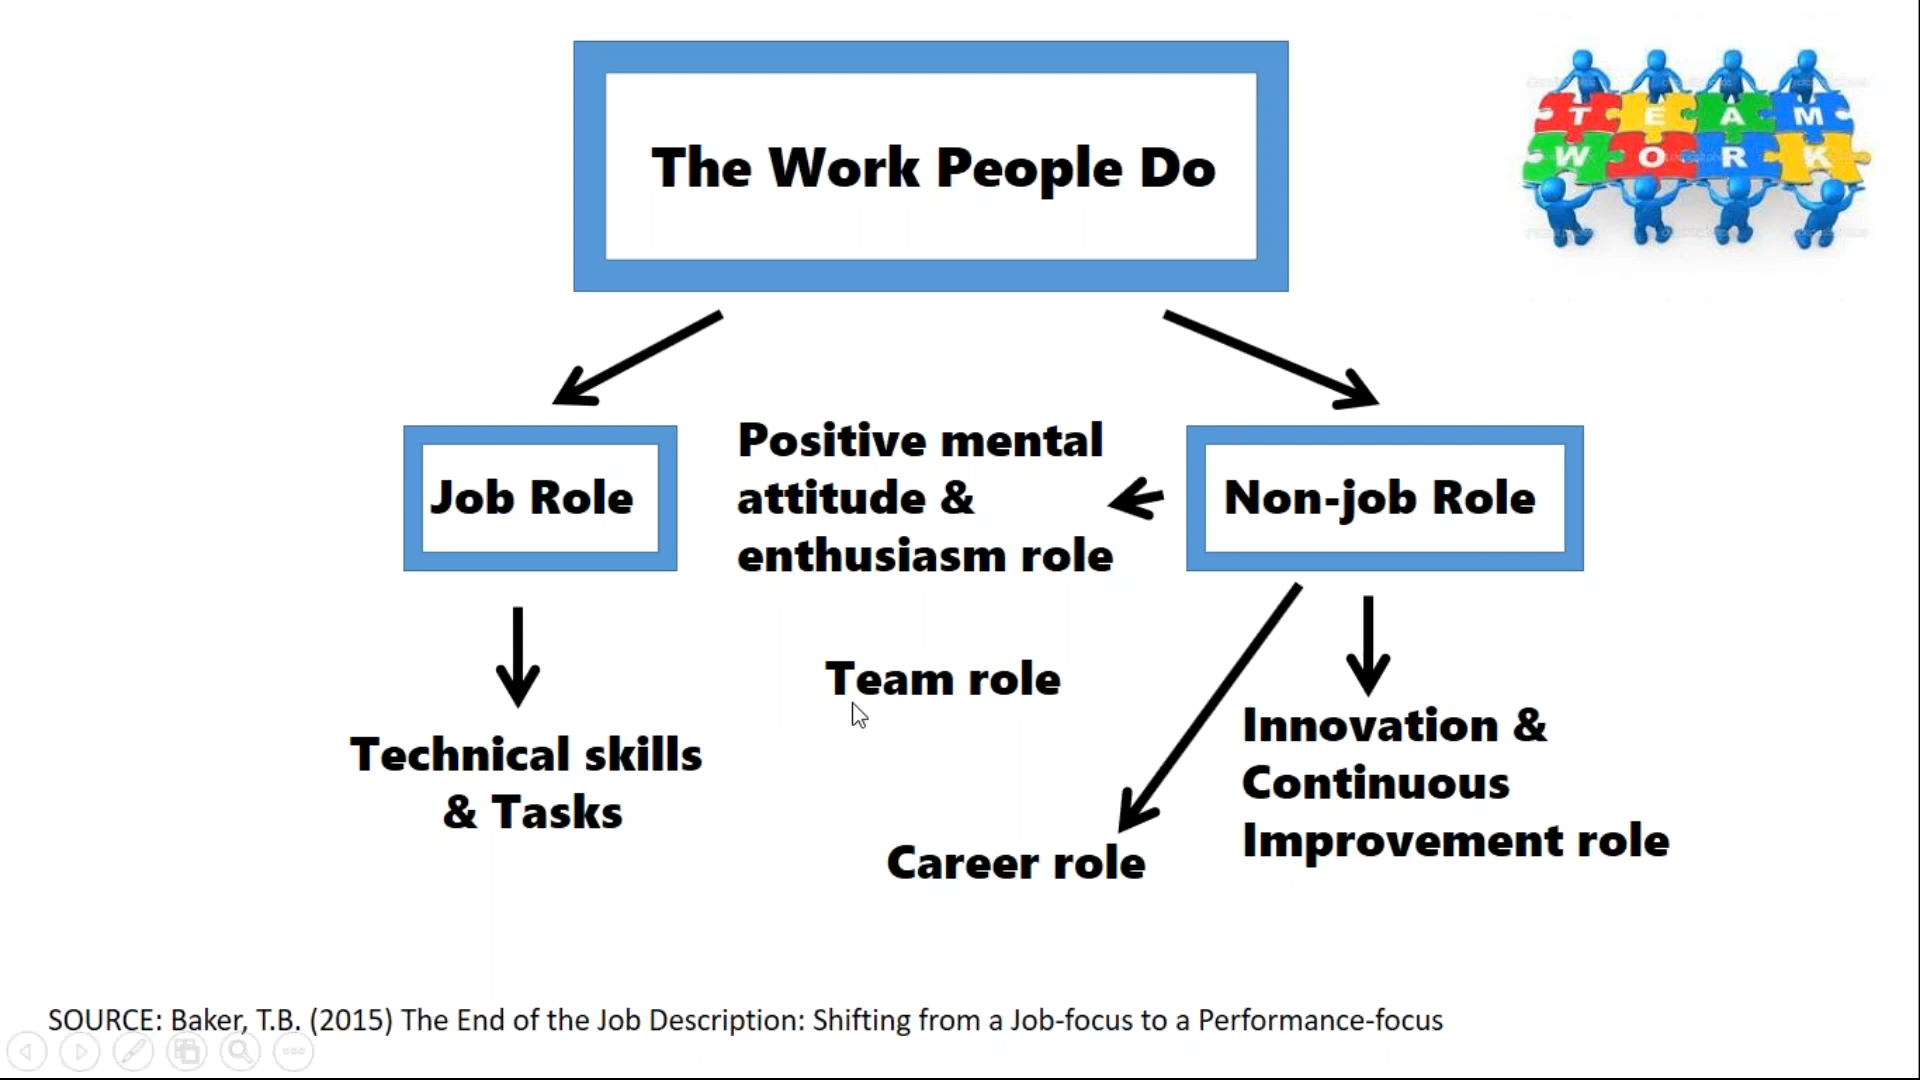 The Work People Do
T E A M
W O R K
Job Role
Positive mental
attitude &
enthusiasm role
Non-job Role
Team role
Technical skills
& Tasks
Career role
Innovation &
Continuous
Improvement role
SOURCE: Baker, T.B. (2015) The End of the Job Description: Shifting from a Job-focus to a Performance-focus